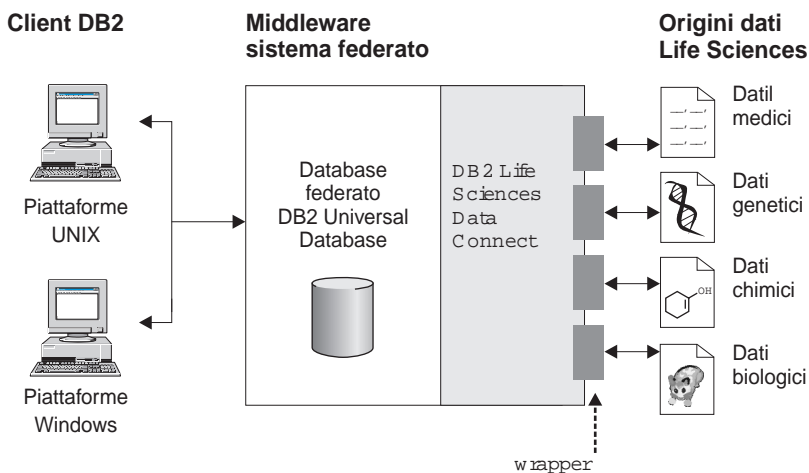 Client DB2
Middleware
sistema federato
Origini dati
Life Sciences
Piattaforme
UNIX
Piattaforme
Windows
Database
federato
DB2 Universal
Database
DB2 Life
Sciences
Data
Connect
Datil
medici
Dati
genetici
OH
Dati
chimici
Dati
biologici
wrapper